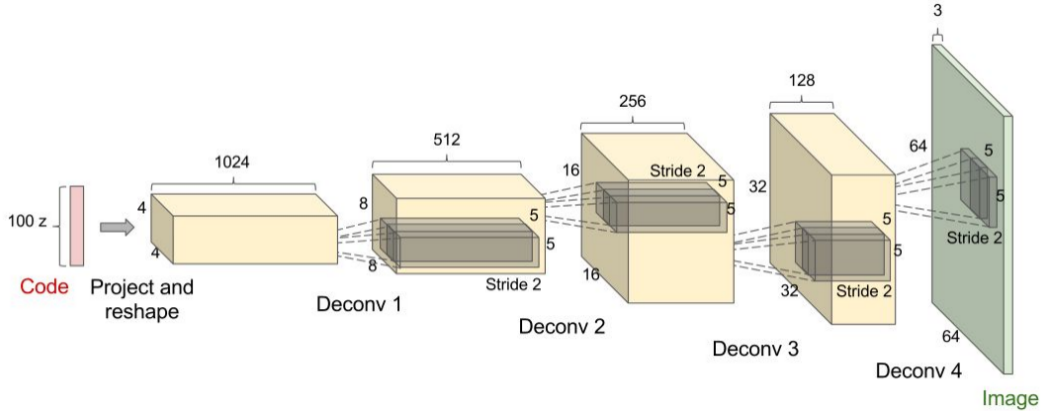 100 z
Code
Project and
reshape
1024
4
4
Deconv 1
512
8
8
5
5
Stride 2
Deconv 2
256
16
16
Stride 2
5
5
Deconv 3
128
32
32
5
5
Stride 2
Deconv 4
3
64
64
5
5
Stride 2
Image